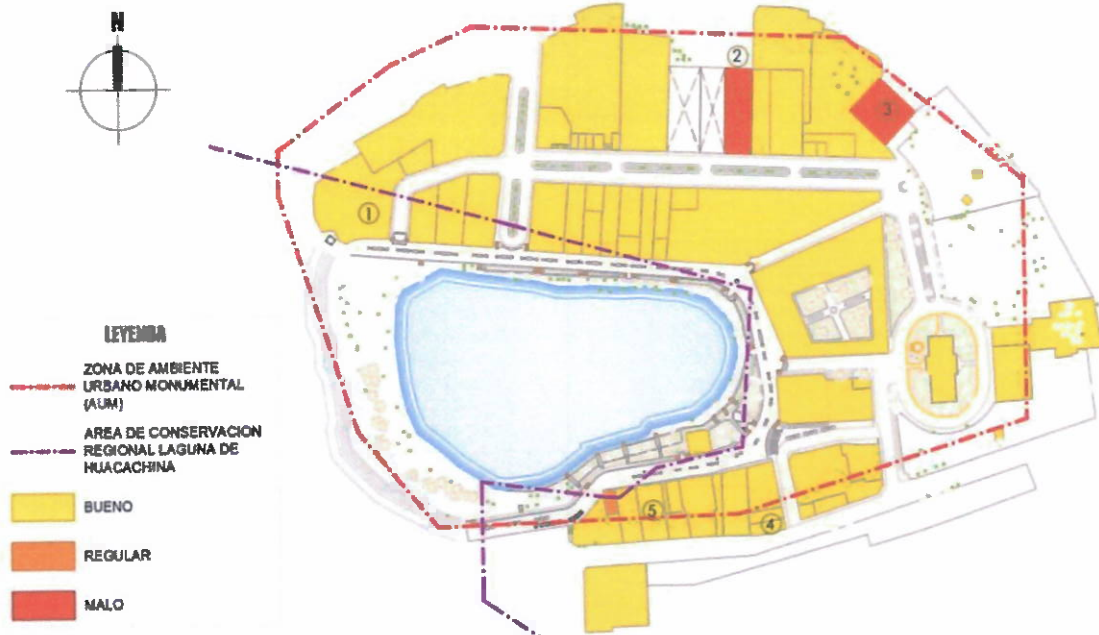 N
②
3
①
LEYENDA
ZONA DE AMBIENTE
URBANO MONUMENTAL
(AUM)
AREA DE CONSERVACION
REGIONAL LAGUNA DE
HUACACHINA
BUENO
REGULAR
MALO
⑤
④